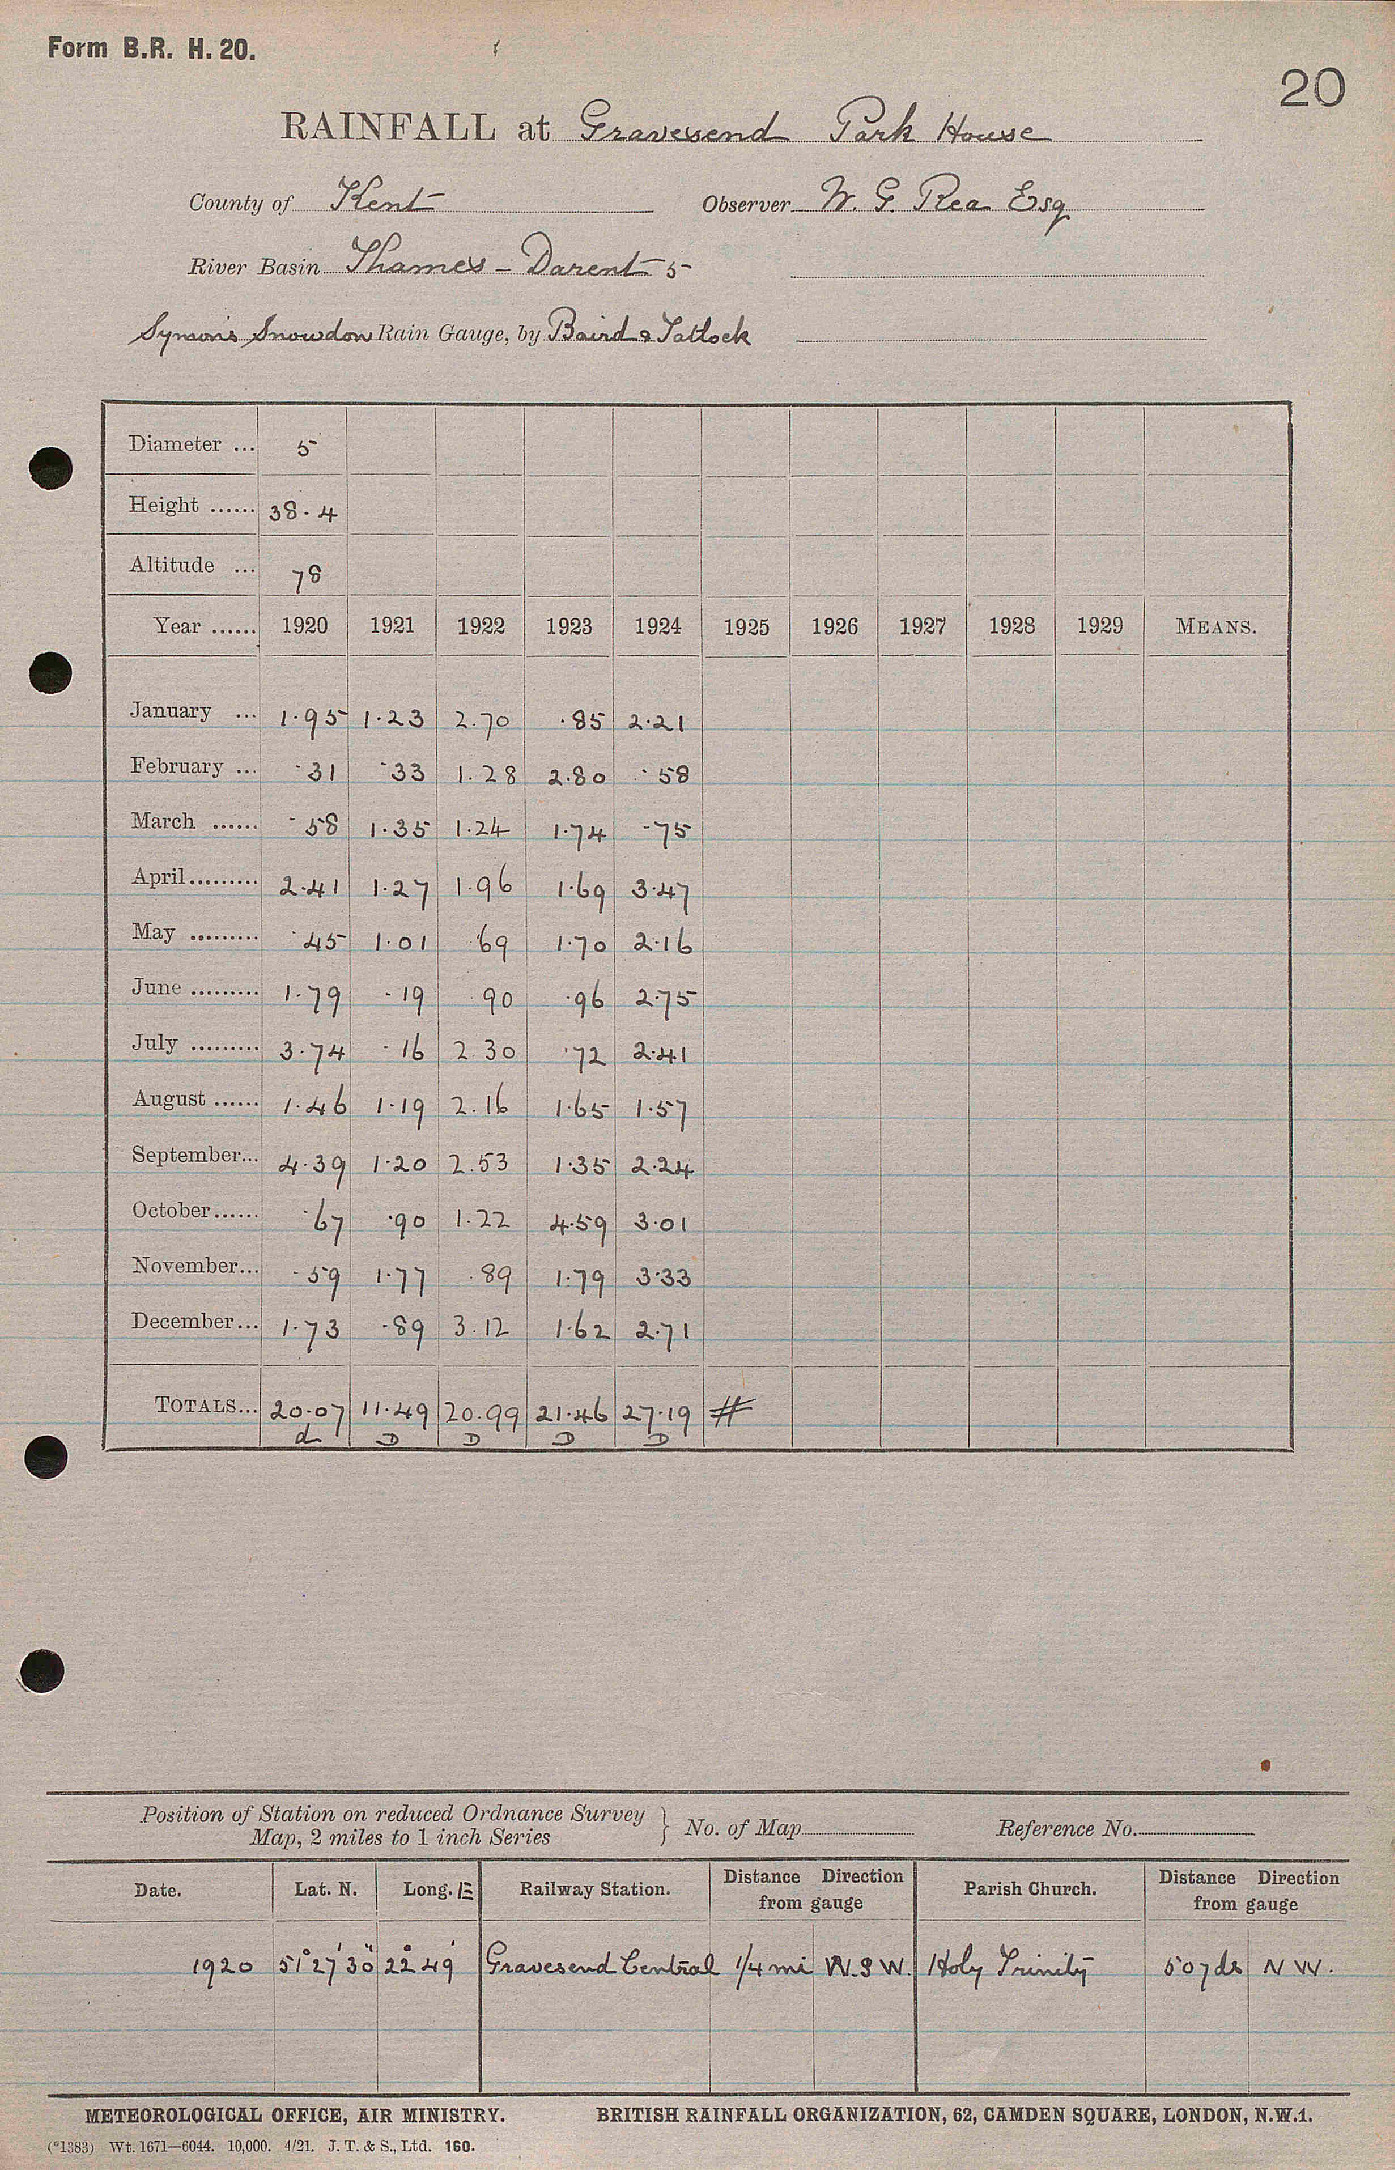 Form B.R. H. 20.
20
RAINFALL at Gravesend Park House
County of Kent Observer W. G. Rea Esq
River Basin Thames - Darent 5
Symons Snowdon Rain Gauge, by Baird & Tatlock
Diameter ... 5
Height ...... 38.4
Altitude ... 78
Year ...... 1920 1921 1922 1923 1924 1925 1926 1927 1928 1929 MEANS.
January ... 1.95 1.23 2.70 .85 2.21
February ... .31 .33 1.28 2.80 .58
March ...... .58 1.35 1.24 1.74 .75
April ......... 2.41 1.27 1.96 1.69 3.47
May ......... .45 1.01 .69 1.70 2.16
June ......... 1.79 .19 .90 .96 2.75
July ......... 3.74 .16 2.30 .72 2.41
August ...... 1.46 1.19 2.16 1.65 1.57
September... 4.39 1.20 2.53 1.35 2.24
October...... .67 .90 1.22 4.59 3.01
November... .59 1.77 .89 1.79 3.33
December... 1.73 .89 3.12 1.62 2.71
TOTALS... 20.07 11.49 20.99 21.46 27.19 #
d D D D D
Position of Station on reduced Ordnance Survey
Map, 2 miles to 1 inch Series } No. of Map Reference No.
Date. Lat. N. Long. E Railway Station. Distance Direction from gauge Parish Church. Distance Direction from gauge
1920 51° 27' 30" 22° 49' Gravesend Central 1/4 mi W.S W. Holy Trinity 50 yds N W.
METEOROLOGICAL OFFICE, AIR MINISTRY. BRITISH RAINFALL ORGANIZATION, 62, CAMDEN SQUARE, LONDON, N.W.1.
(*1383) Wt. 1671—6044. 10,000. 4/21. J. T. & S., Ltd. 160.